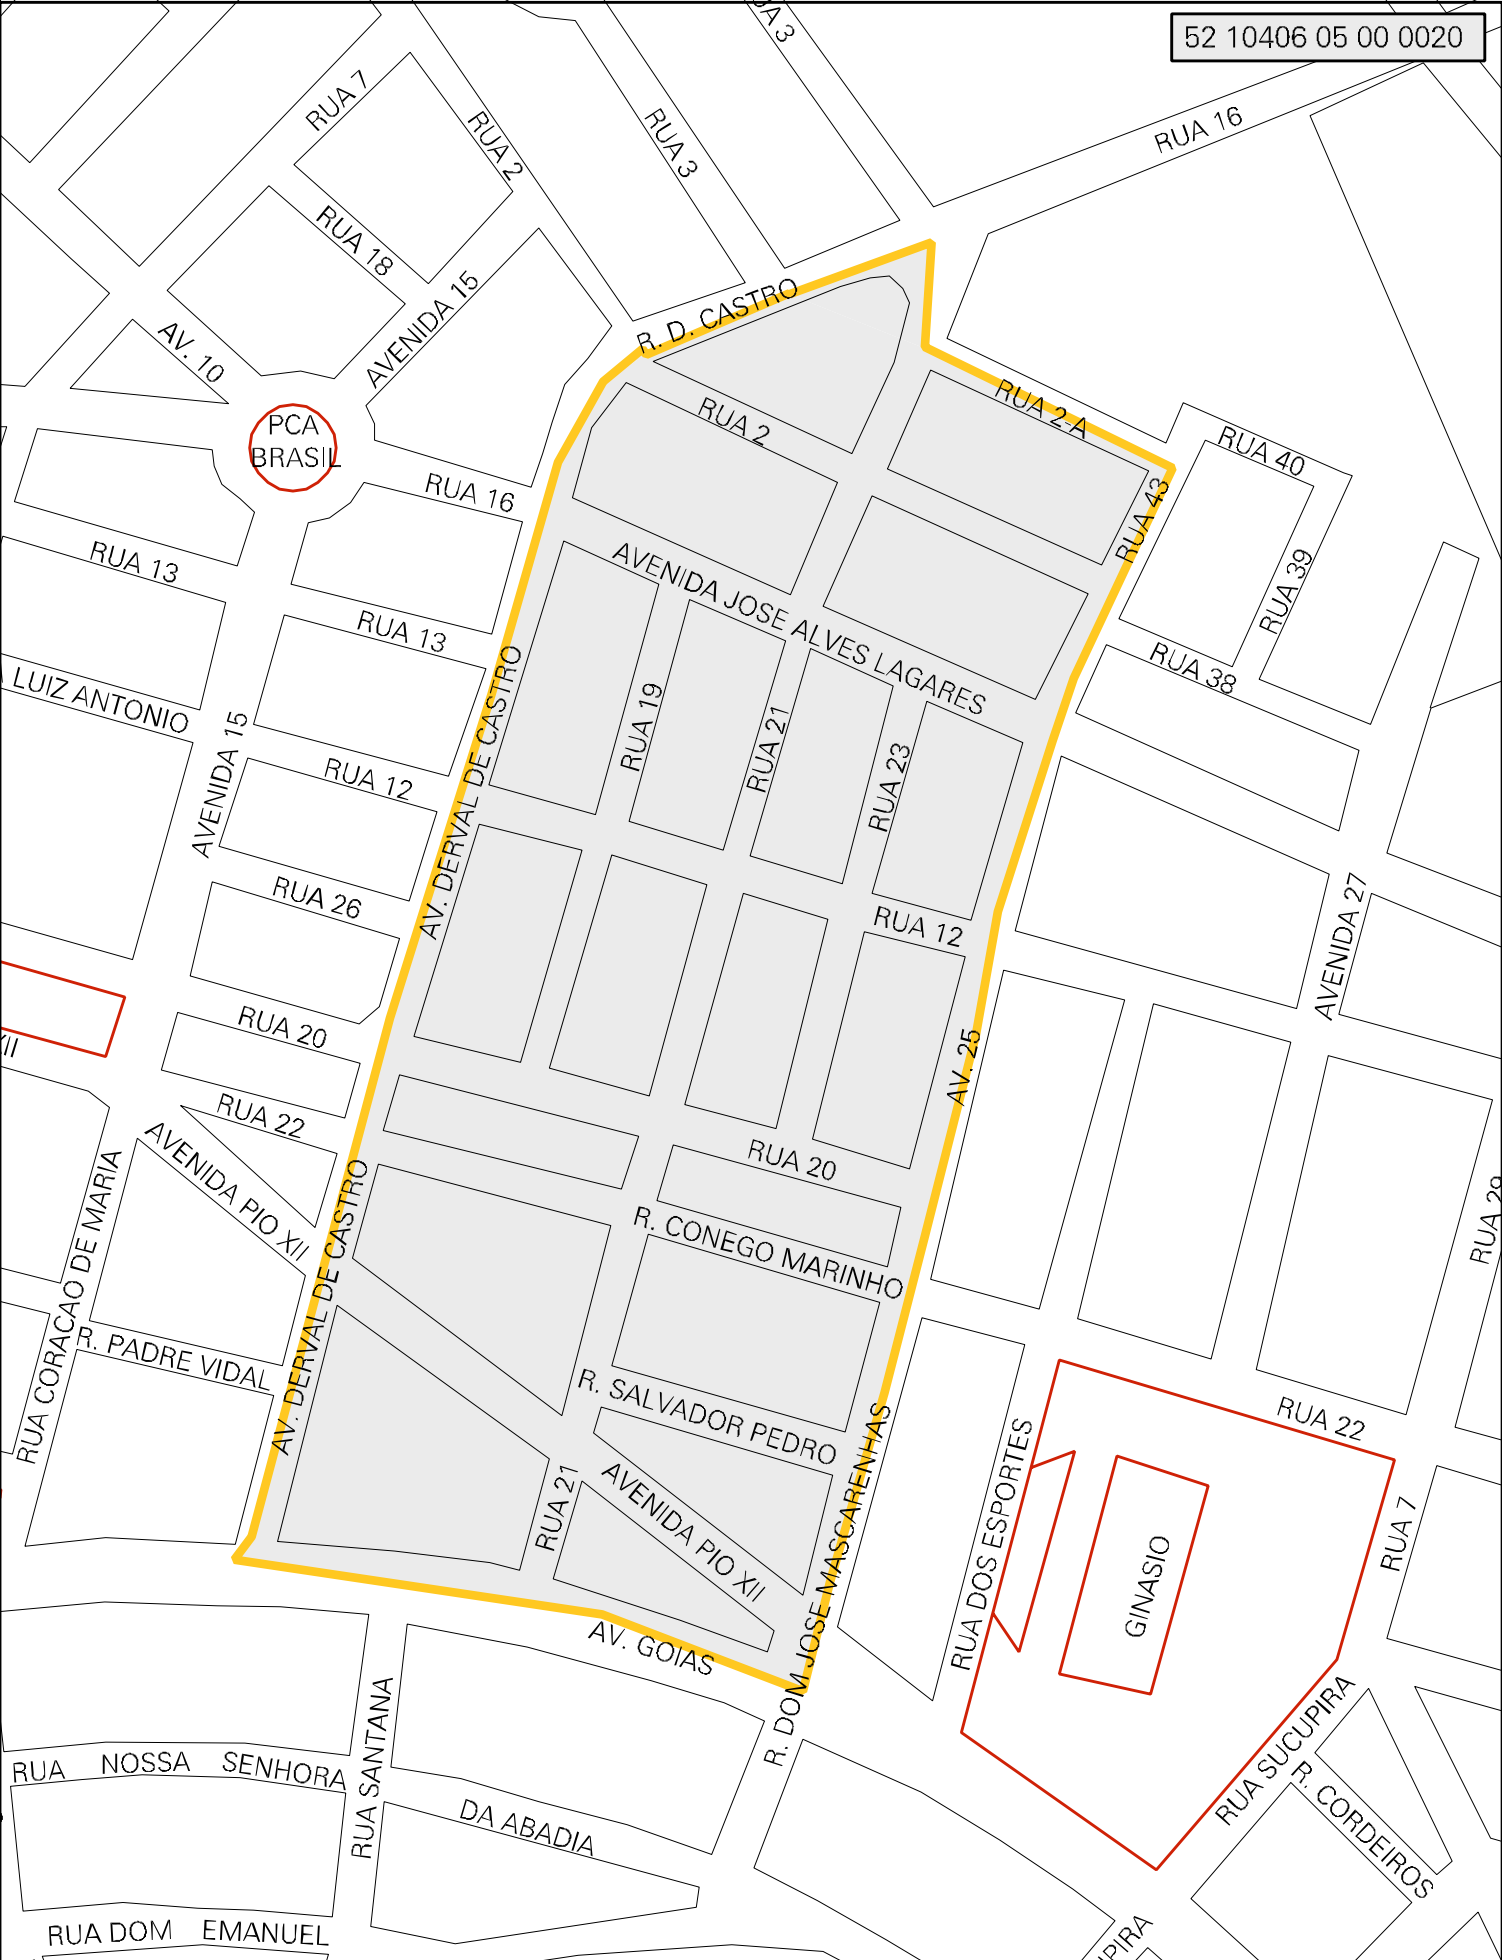 52 10406 05 00 0020
RUA 3
RUA 7
RUA 2
RUA 3
RUA 16
RUA 18
AVENIDA 15
R. D. CASTRO
AV. 10
PCA
BRASIL
RUA 2
RUA 2-A
RUA 40
RUA 16
RUA 43
RUA 13
RUA 39
RUA 13
AVENIDA JOSE ALVES LAGARES
RUA 38
LUIZ ANTONIO
AVENIDA 15
RUA 19
RUA 21
RUA 23
AV. DERVAL DE CASTRO
RUA 12
RUA 26
RUA 12
AVENIDA 27
RUA 20
XII
AV. 25
RUA 22
AVENIDA PIO XII
RUA 20
RUA CORACAO DE MARIA
AV. DERVAL DE CASTRO
R. CONEGO MARINHO
RUA 29
R. PADRE VIDAL
R. SALVADOR PEDRO
RUA 22
RUA 21
AVENIDA PIO XII
R. DOM JOSE MASCARENHAS
RUA DOS ESPORTES
GINASIO
RUA 7
AV. GOIAS
RUA SANTANA
RUA NOSSA SENHORA
DA ABADIA
RUA SUCUPIRA
R. CORDEIROS
RUA DOM EMANUEL
UPIRA